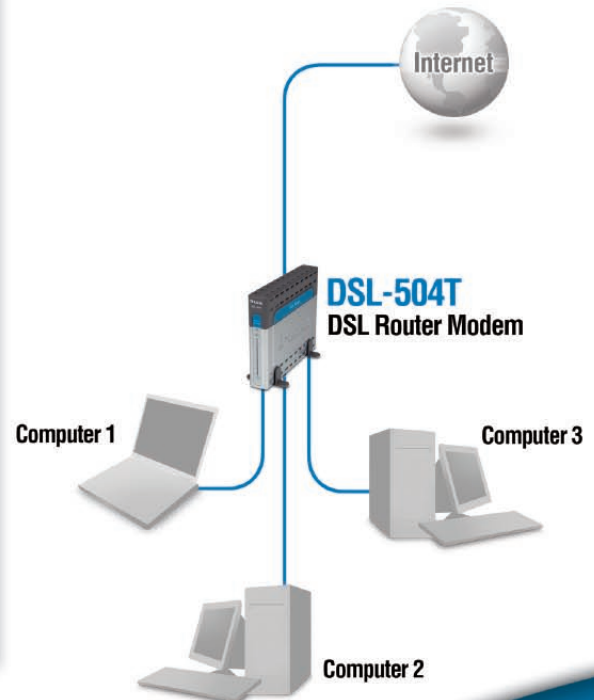 Internet
DSL-504T
DSL Router Modem
Computer 1
Computer 3
Computer 2